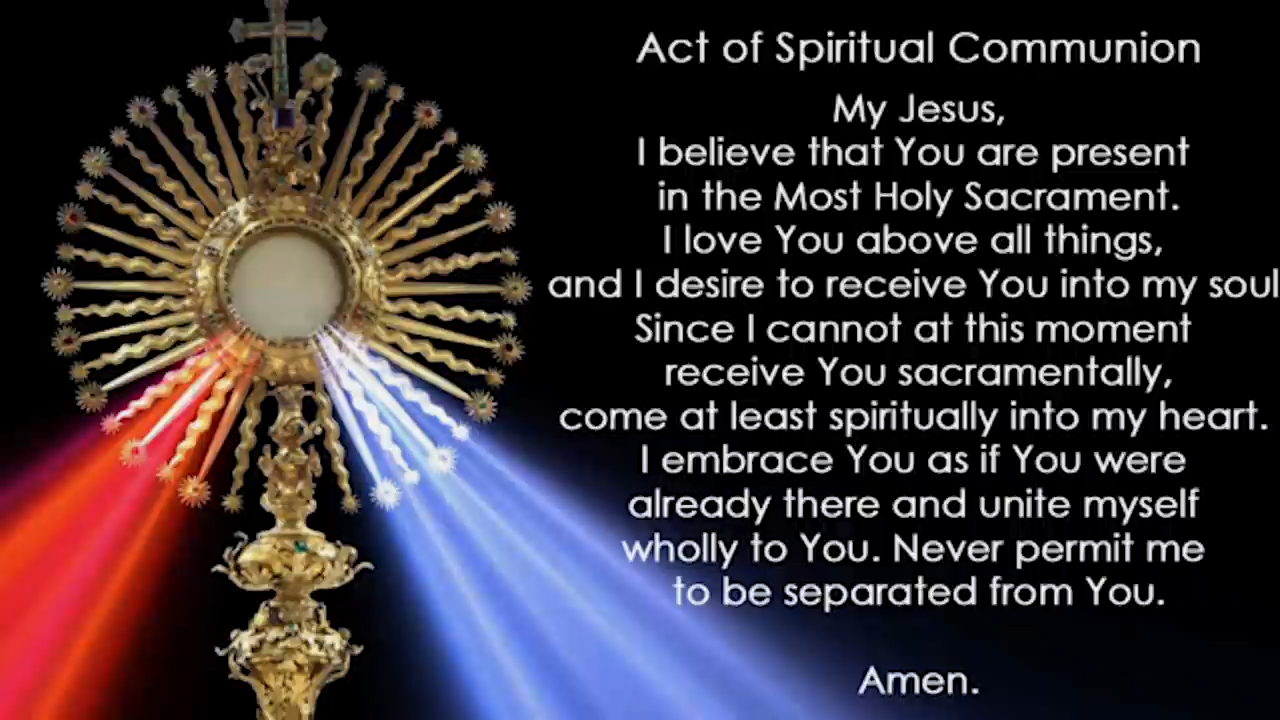 Act of Spiritual Communion
My Jesus,
I believe that You are present
in the Most Holy Sacrament.
I love You above all things,
and I desire to receive You into my soul
Since I cannot at this moment
receive You sacramentally,
come at least spiritually into my heart.
I embrace You as if You were
already there and unite myself
wholly to You. Never permit me
to be separated from You.
Amen.